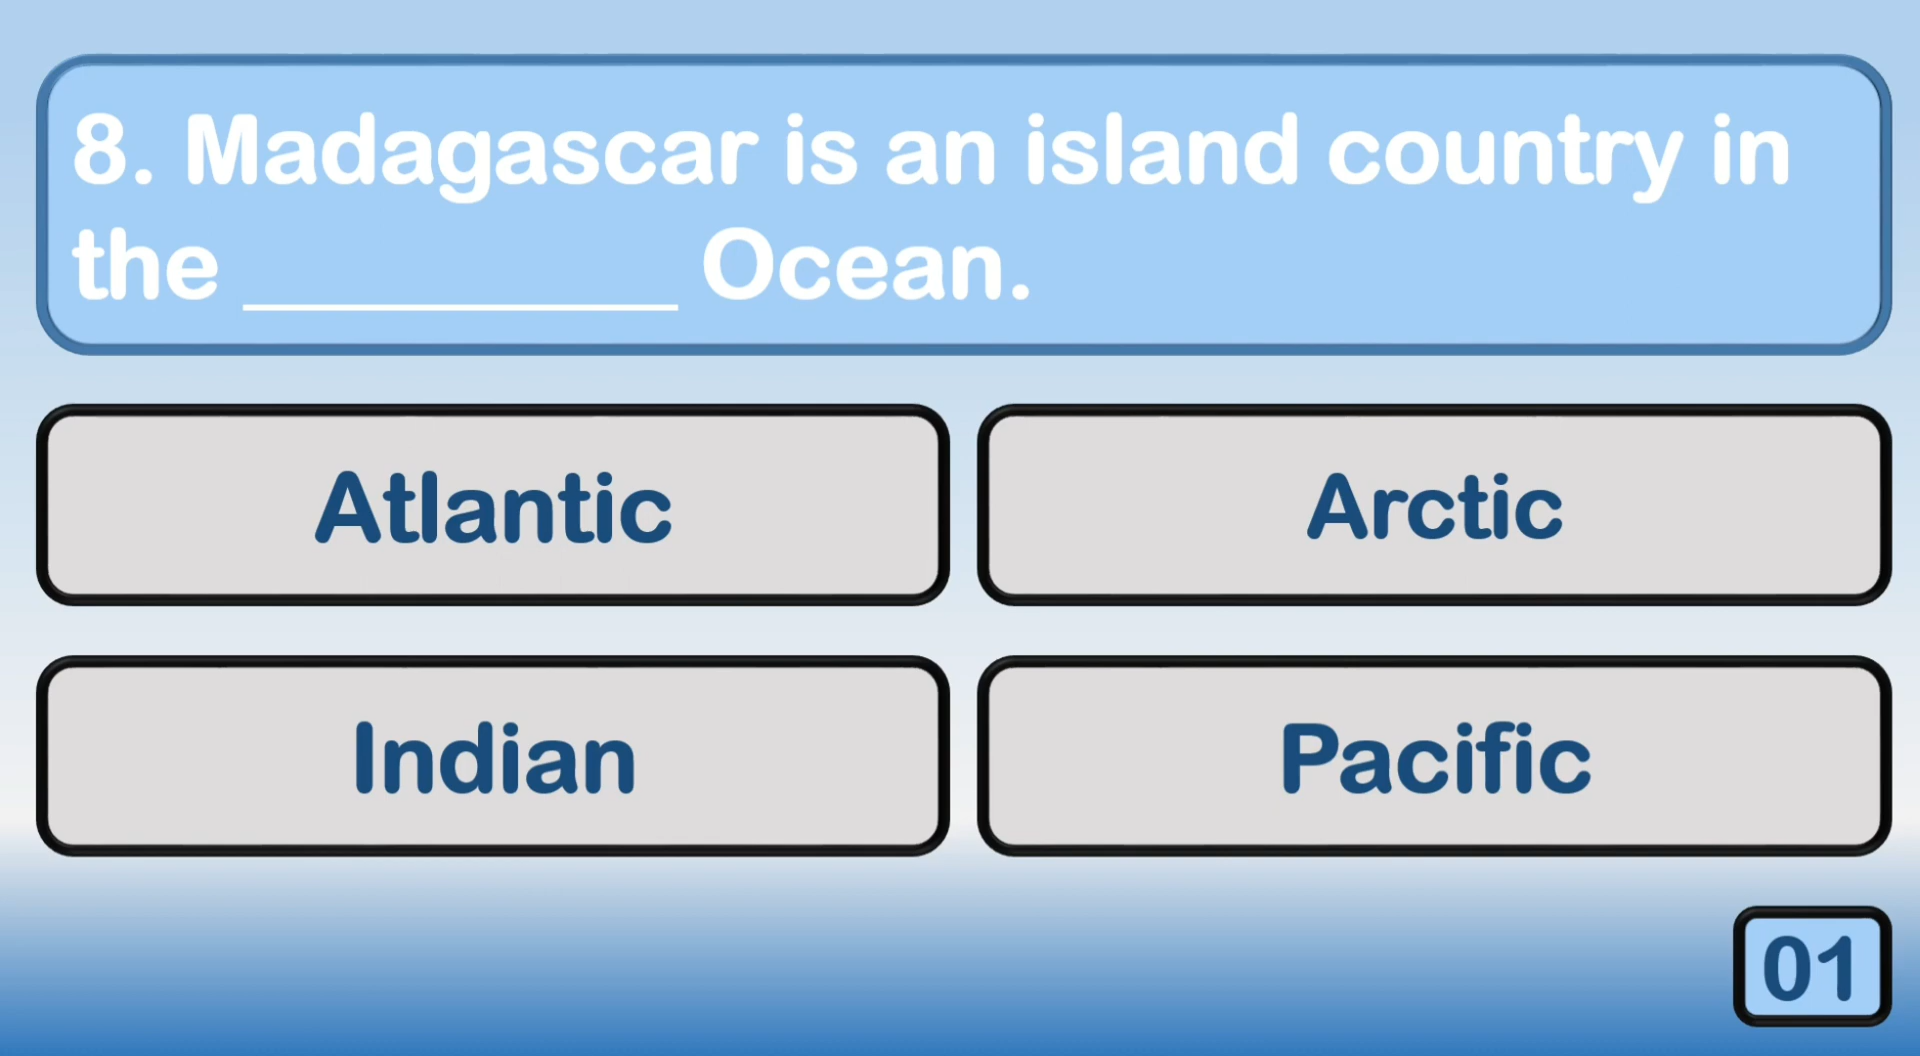 8. Madagascar is an island country in
the __________ Ocean.
Atlantic
Arctic
Indian
Pacific
01